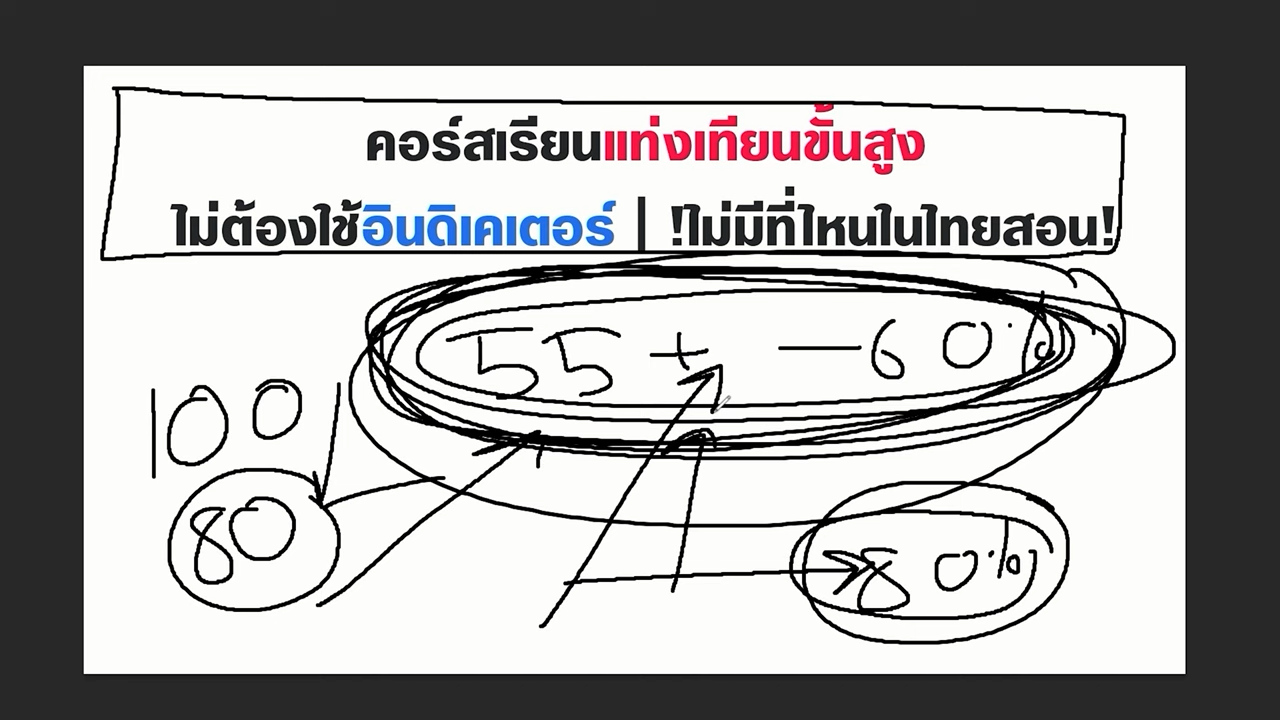 คอร์สเรียนแท่งเทียนขั้นสูง
ไม่ต้องใช้อินดิเคเตอร์ | !ไม่มีที่ไหนในไทยสอน!
55+ — 60%
100
80
80%